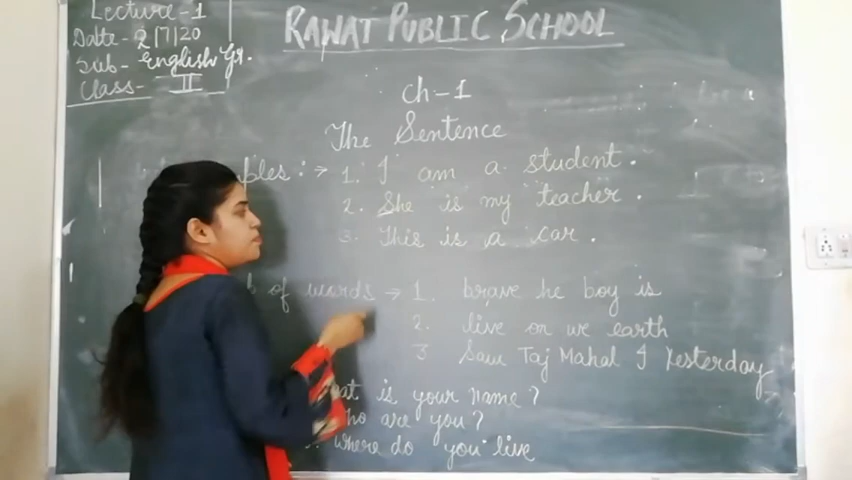 Lecture-1
Date- 2/7/20
Sub- English Gr.
Class- II
RAWAT PUBLIC SCHOOL
Ch-1
The Sentence
ples: → 1. I am a student.
2. She is my teacher.
3. This is a car.
of words → 1. brave he boy is
2. live on we earth
3 Saw Taj Mahal I Yesterday
at is your name?
ho are you?
where do you live